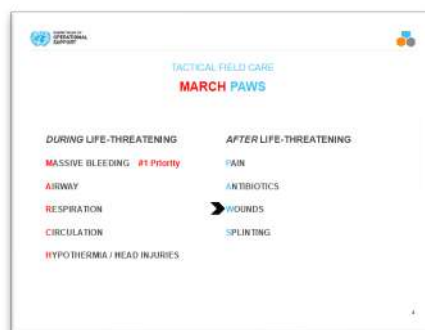 OPERATIONAL
SUPPORT
TACTICAL FIELD CARE
MARCH PAWS
DURING LIFE-THREATENING
MASSIVE BLEEDING #1 Priority
AIRWAY
RESPIRATION
CIRCULATION
HYPOTHERMIA / HEAD INJURIES
AFTER LIFE-THREATENING
PAIN
ANTIBIOTICS
WOUNDS
SPLINTING